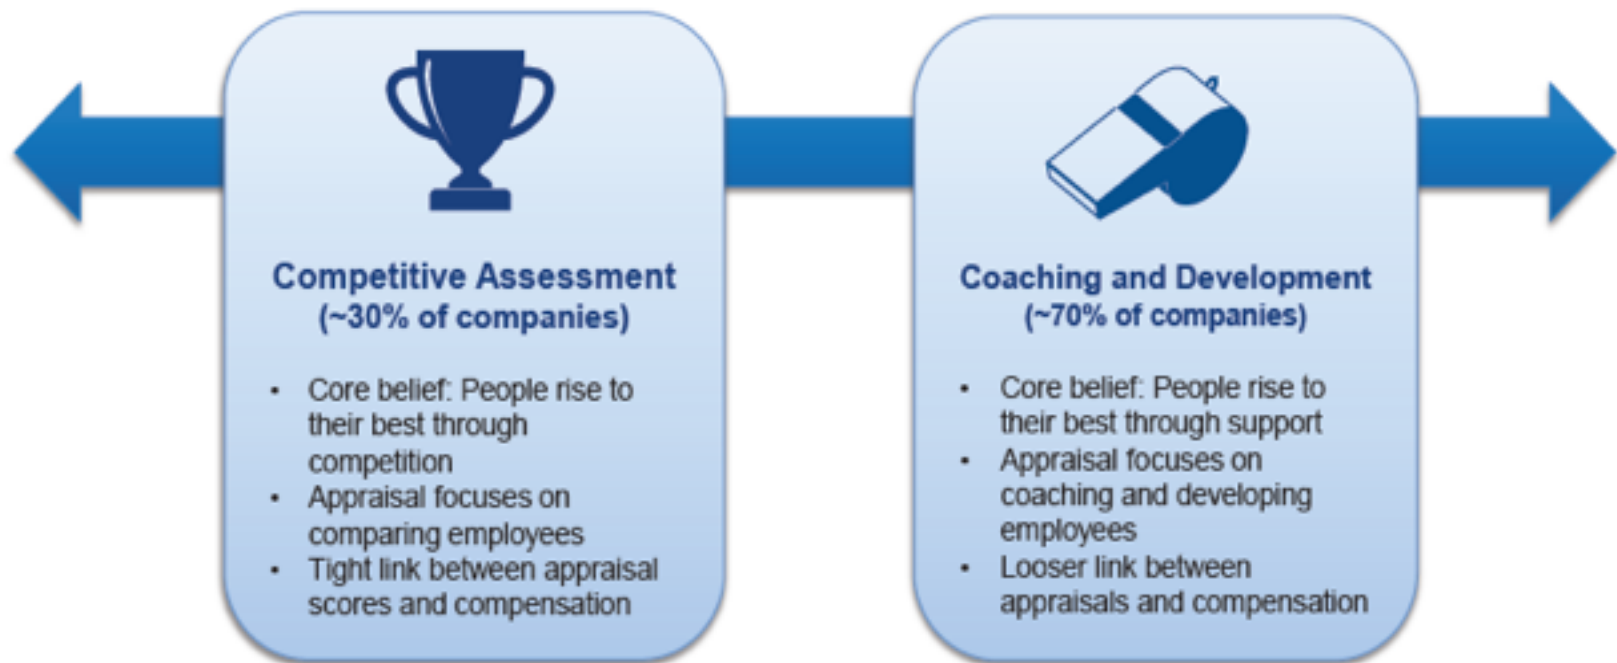 Competitive Assessment
(~30% of companies)
• Core belief: People rise to
their best through
competition
• Appraisal focuses on
comparing employees
• Tight link between appraisal
scores and compensation
Coaching and Development
(~70% of companies)
• Core belief: People rise to
their best through support
• Appraisal focuses on
coaching and developing
employees
• Looser link between
appraisals and compensation